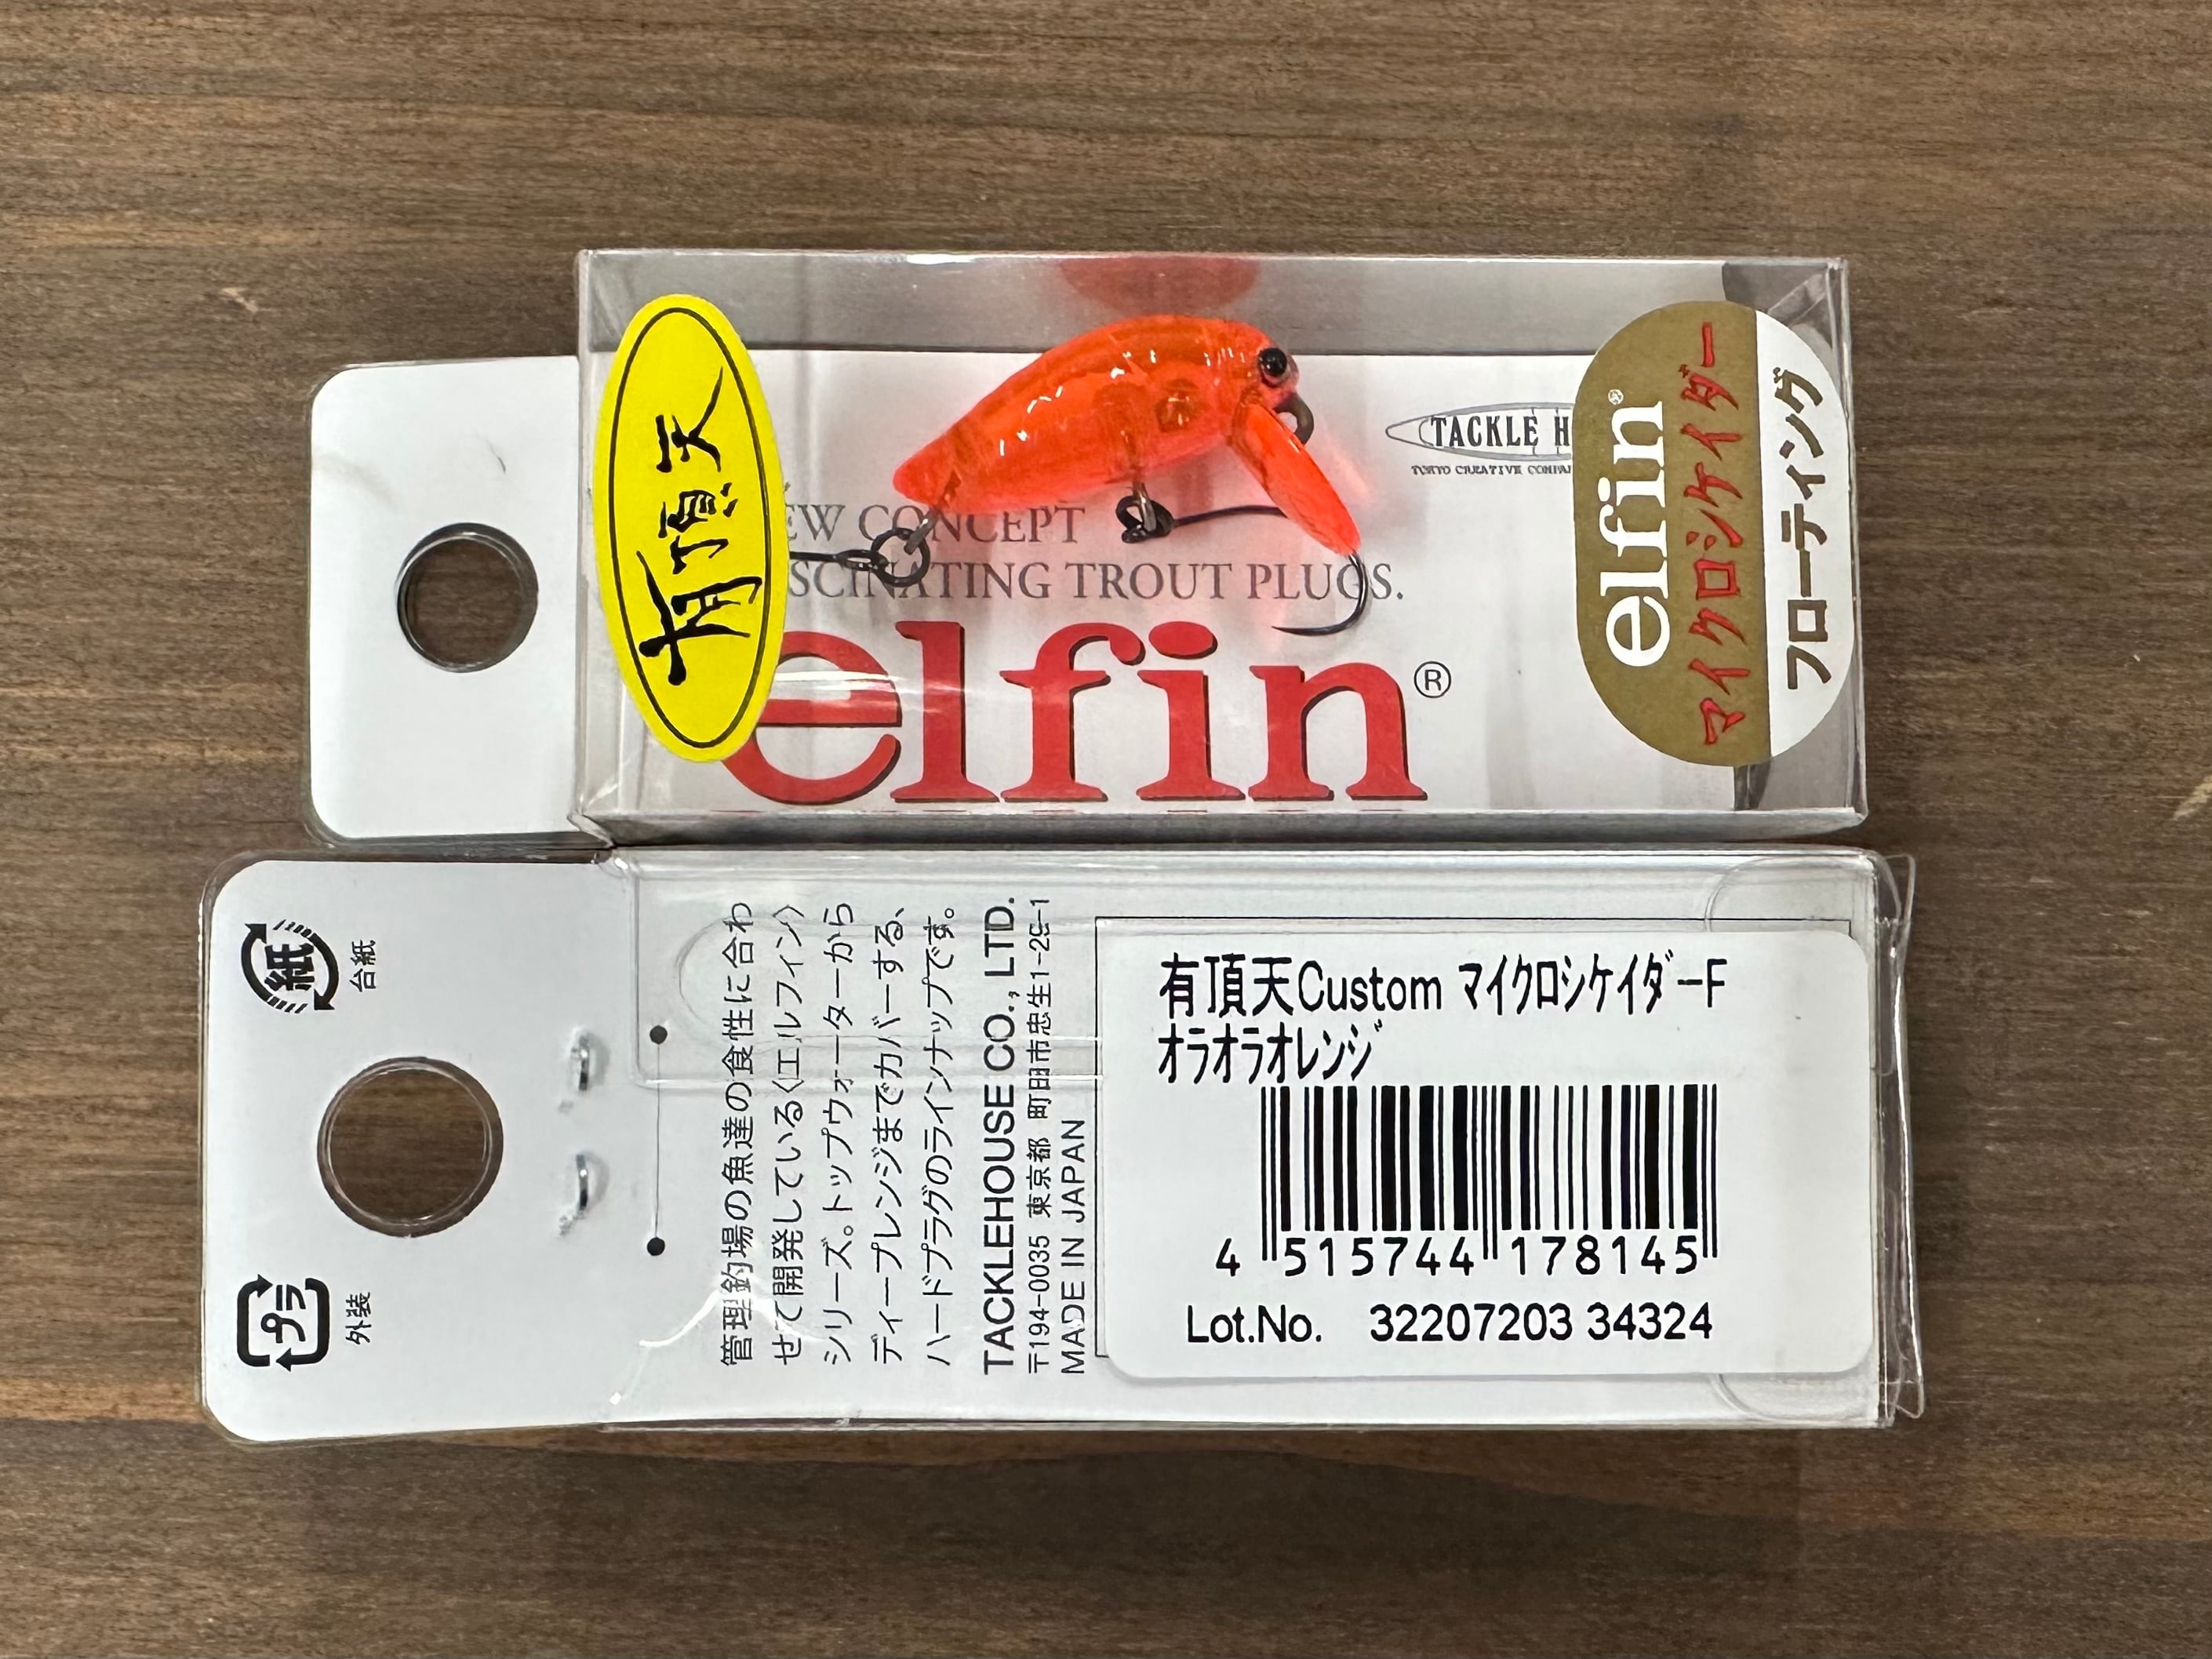 有頂天
NEW CONCEPT
FASCINATING TROUT PLUGS.
elfin®
TACKLE H
TOKYO CREATIVE COMPA
elfin®
マイクロシケイダー
フローティング
紙
台紙
プラ
外装
管理釣場の魚達の食性に合わ
せて開発している〈エルフィン〉
シリーズ。トップウォーターから
ディープレンジまでカバーする、
ハードプラグのラインナップです。
TACKLEHOUSE CO., LTD.
〒194-0035 東京都 町田市忠生1-2-1
MADE IN JAPAN
有頂天Custom マイクロシケイダーF
オラオラオレンジ
4 515744 178145
Lot.No. 32207203 34324